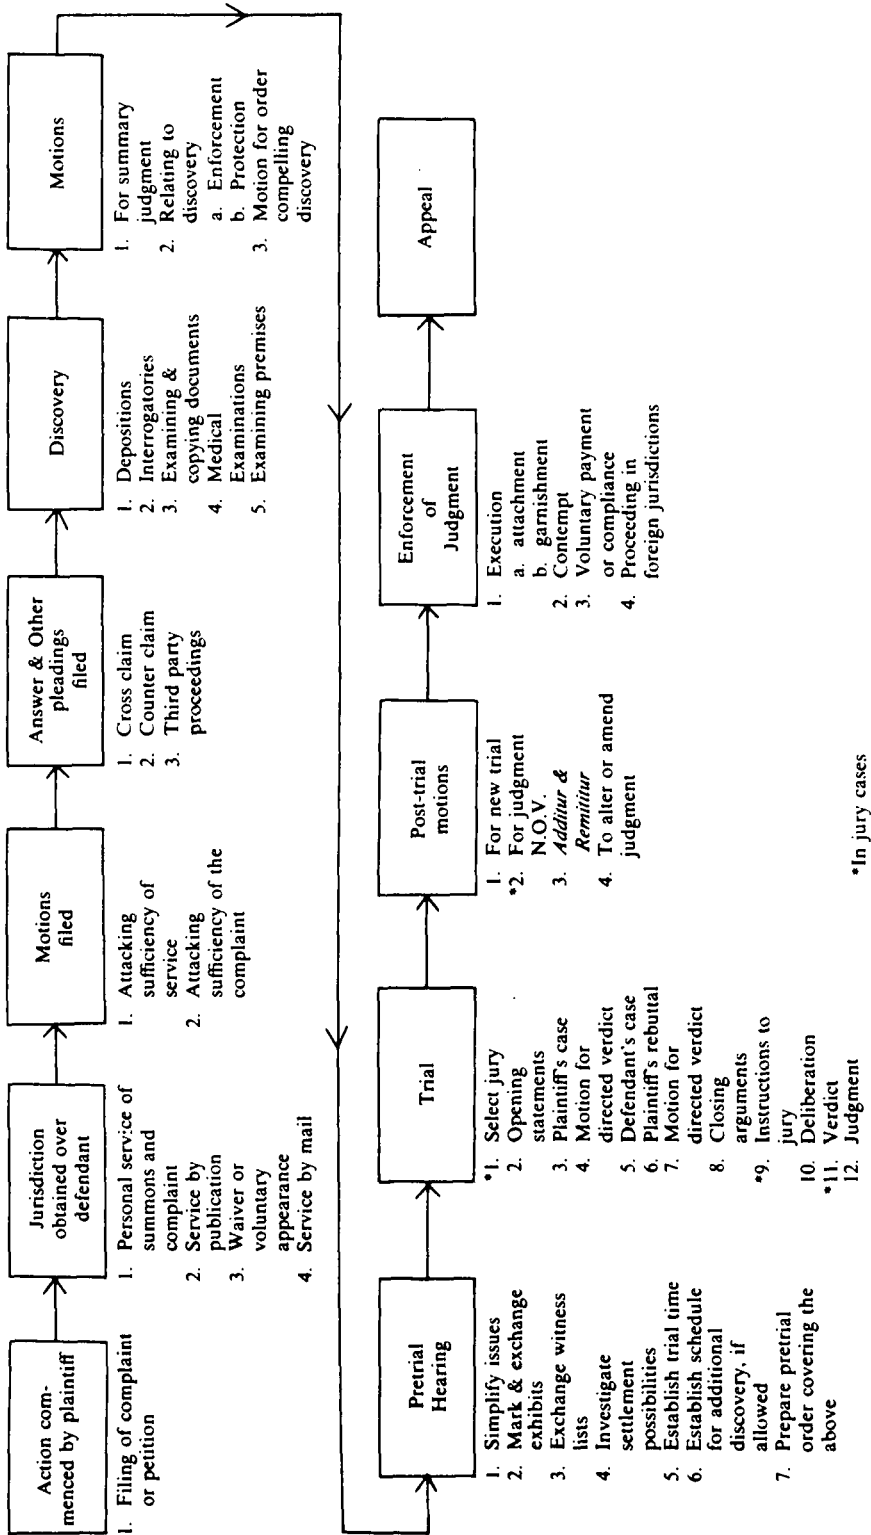 Action com-
menced by plaintiff
1. Filing of complaint
or petition
Jurisdiction
obtained over
defendant
1. Personal service of
summons and
complaint
2. Service by
publication
3. Waiver or
voluntary
appearance
4. Service by mail
Motions
filed
1. Attacking
sufficiency of
service
2. Attacking
sufficiency of the
complaint
Answer & Other
pleadings
filed
1. Cross claim
2. Counter claim
3. Third party
proceedings
Discovery
1. Depositions
2. Interrogatories
3. Examining &
copying documents
4. Medical
Examinations
5. Examining premises
Motions
1. For summary
judgment
2. Relating to
discovery
a. Enforcement
b. Protection
3. Motion for order
compelling
discovery
Pretrial
Hearing
1. Simplify issues
2. Mark & exchange
exhibits
3. Exchange witness
lists
4. Investigate
settlement
possibilities
5. Establish trial time
6. Establish schedule
for additional
discovery, if
allowed
7. Prepare pretrial
order covering the
above
Trial
*1. Select jury
2. Opening
statements
3. Plaintiff's case
4. Motion for
directed verdict
5. Defendant's case
6. Plaintiff's rebuttal
7. Motion for
directed verdict
8. Closing
arguments
*9. Instructions to
jury
10. Deliberation
*11. Verdict
12. Judgment
Post-trial
motions
1. For new trial
*2. For judgment
N.O.V.
3. Additur &
Remittitur
4. To alter or amend
judgment
Enforcement
of
Judgment
1. Execution
a. attachment
b. garnishment
2. Contempt
3. Voluntary payment
or compliance
4. Proceeding in
foreign jurisdictions
Appeal
*In jury cases